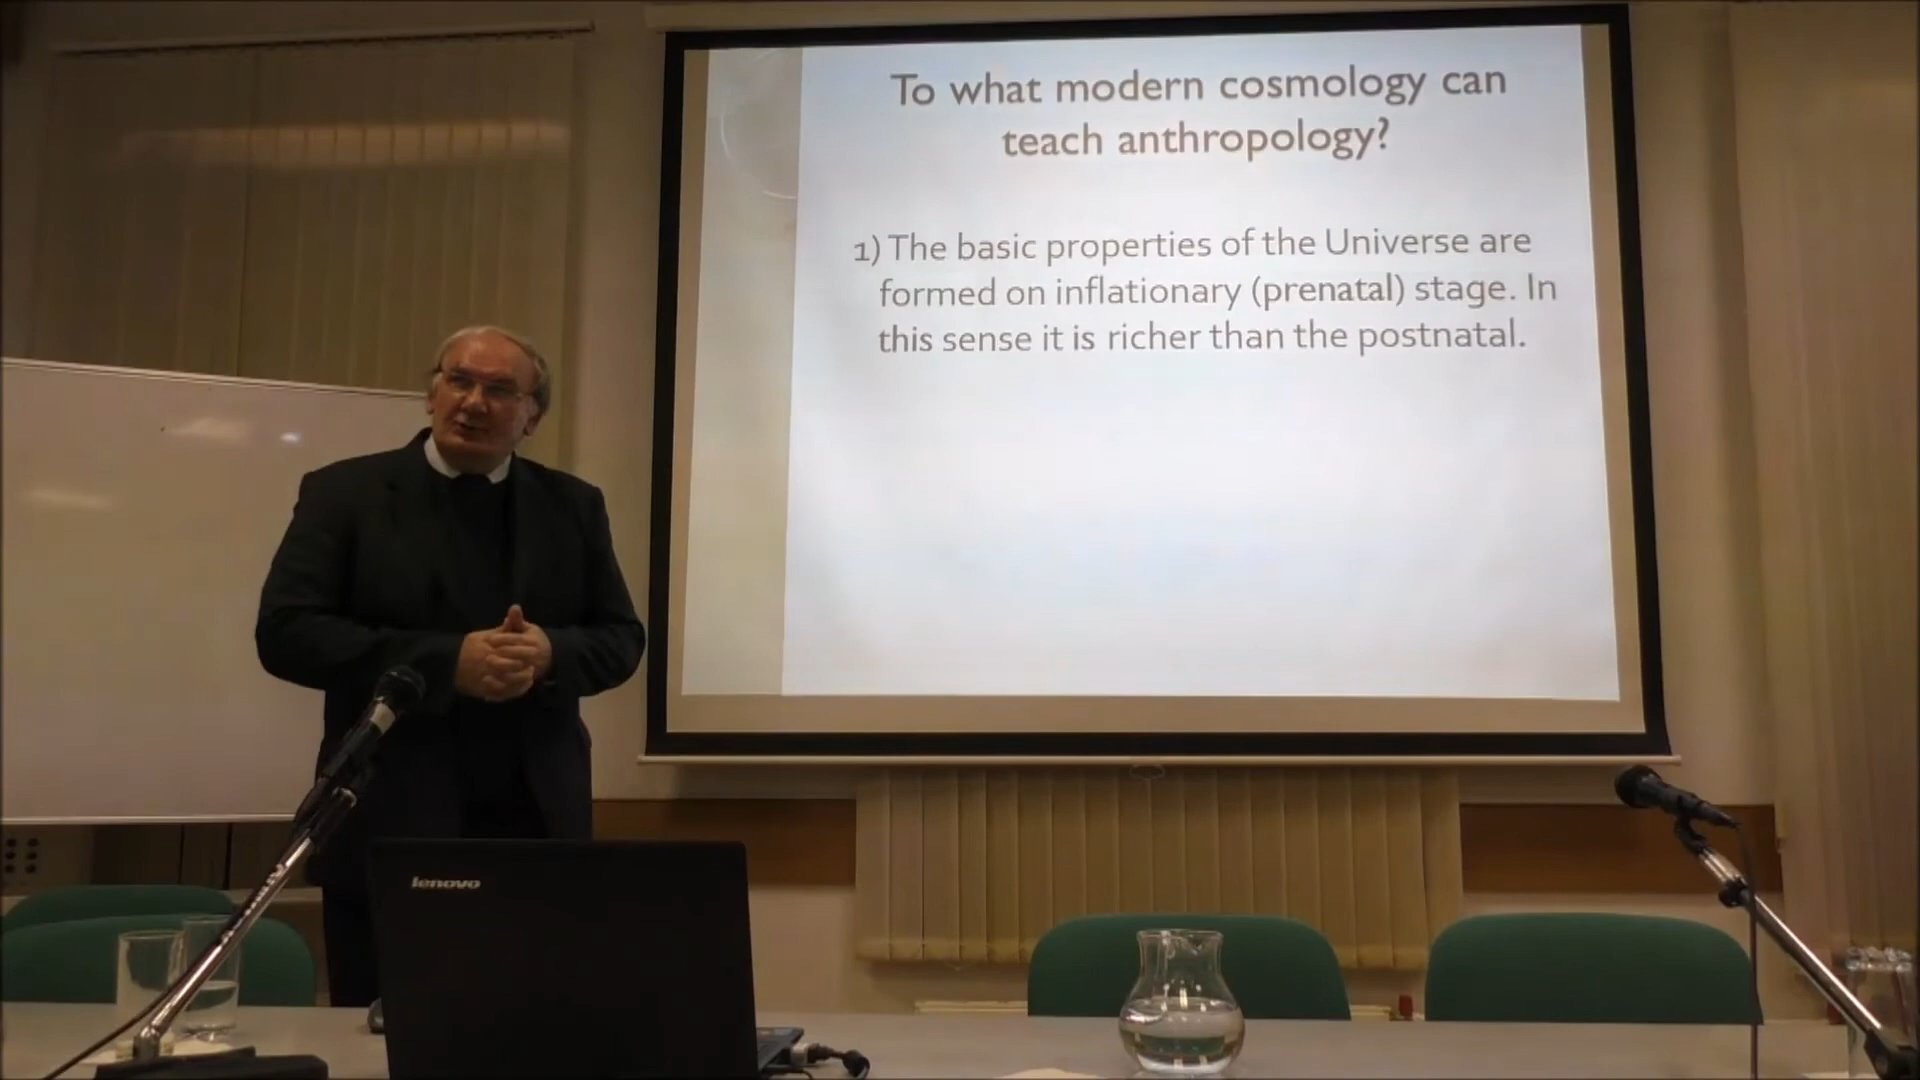 To what modern cosmology can
teach anthropology?
1) The basic properties of the Universe are
formed on inflationary (prenatal) stage. In
this sense it is richer than the postnatal.
lenovo